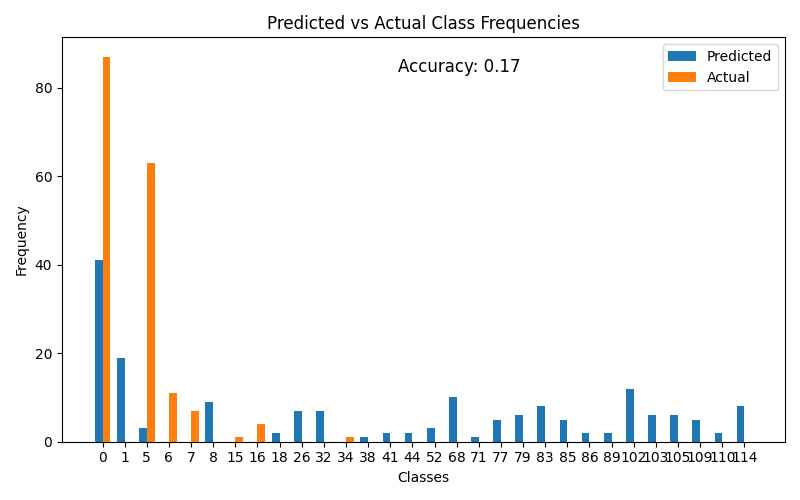 Predicted vs Actual Class Frequencies
Accuracy: 0.17
Predicted
Actual
Frequency
80
60
40
20
0
0 1 5 6 7 8 15 16 18 26 32 34 38 41 44 52 68 71 77 79 83 85 86 89 102 103 105 109 110 114
Classes